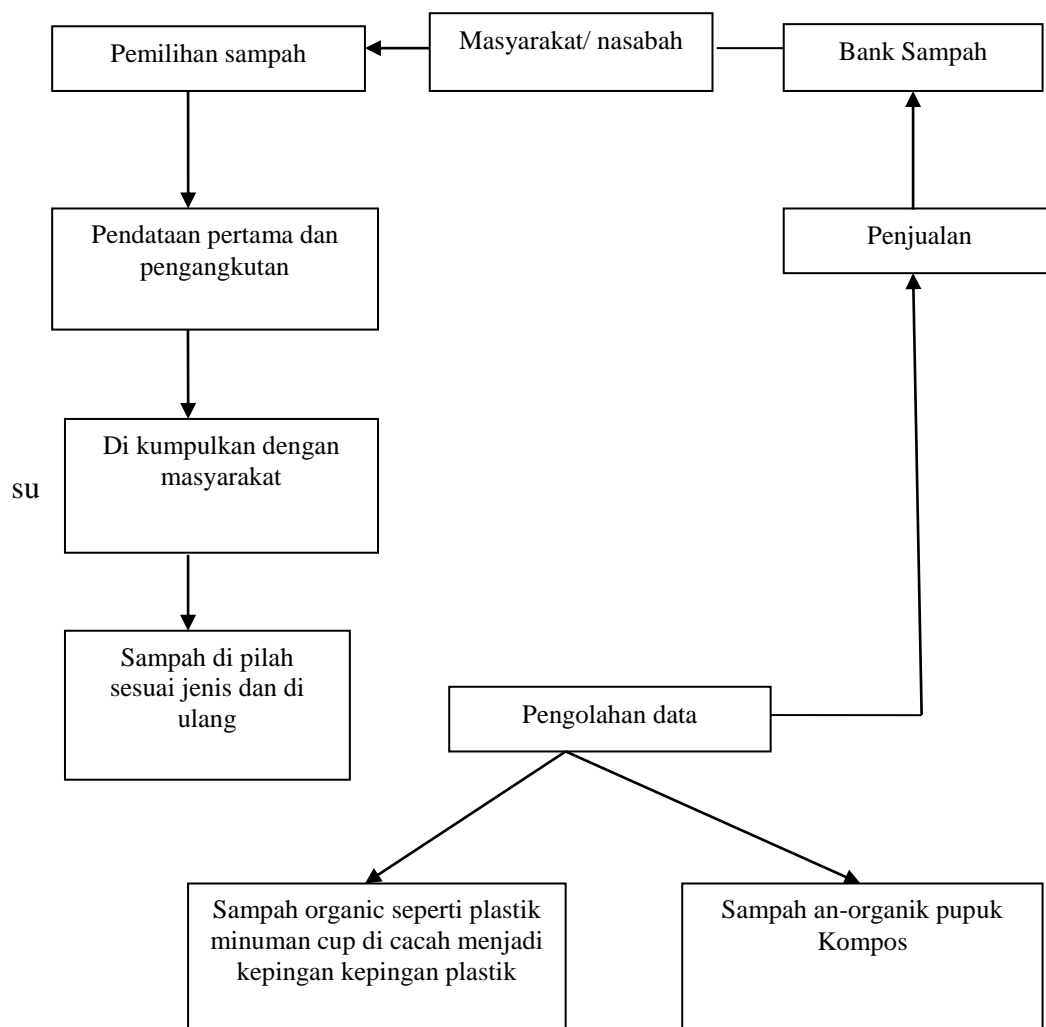 Pemilihan sampah
Masyarakat/ nasabah
Bank Sampah
Pendataan pertama dan
pengangkutan
Penjualan
Di kumpulkan dengan
masyarakat
su
Sampah di pilah
sesuai jenis dan di
ulang
Pengolahan data
Sampah organic seperti plastik
minuman cup di cacah menjadi
kepingan kepingan plastik
Sampah an-organik pupuk
Kompos